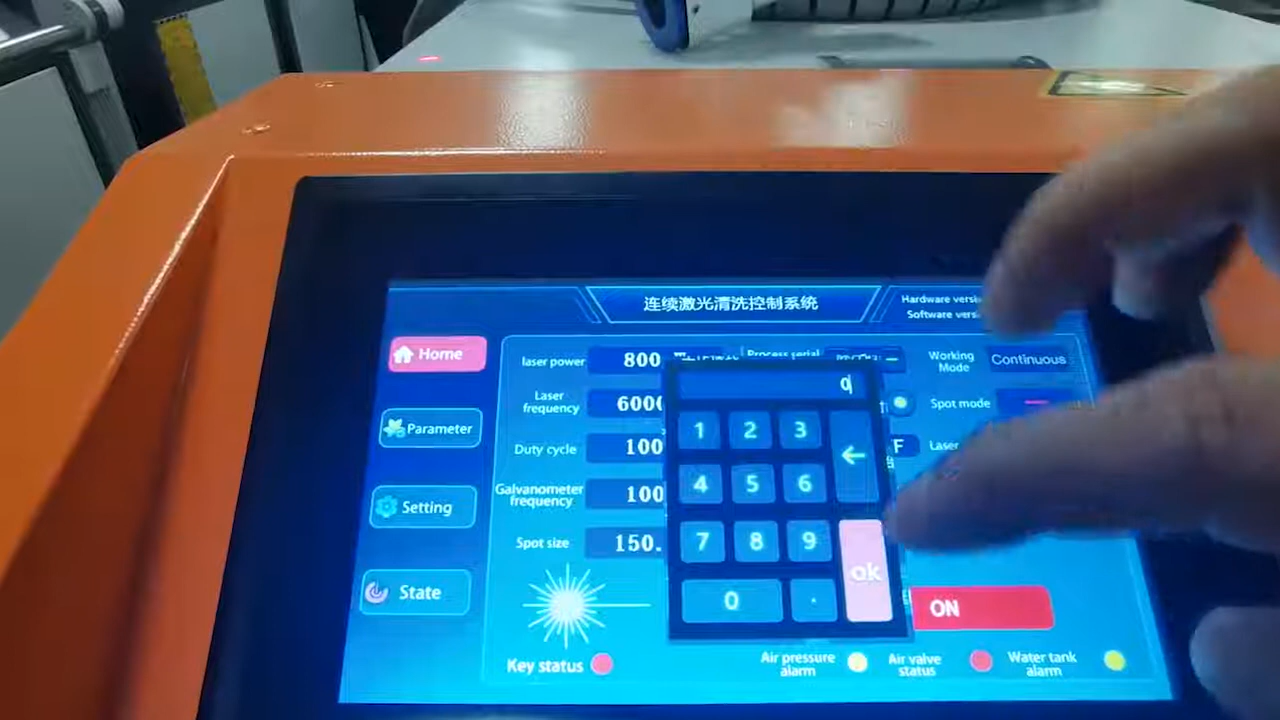 连续激光清洗控制系统
Hardware
Software
Home
laser power
800
Process serial
Working
Mode
Continuous
Laser
frequency
6000
Spot mode
Parameter
Duty cycle
100
F
Laser
Galvanometer
frequency
100
Setting
Spot size
150.
State
1
2
3
←
4
5
6
7
8
9
ok
0
.
ON
Key status
Air pressure
alarm
Air valve
status
Water tank
alarm